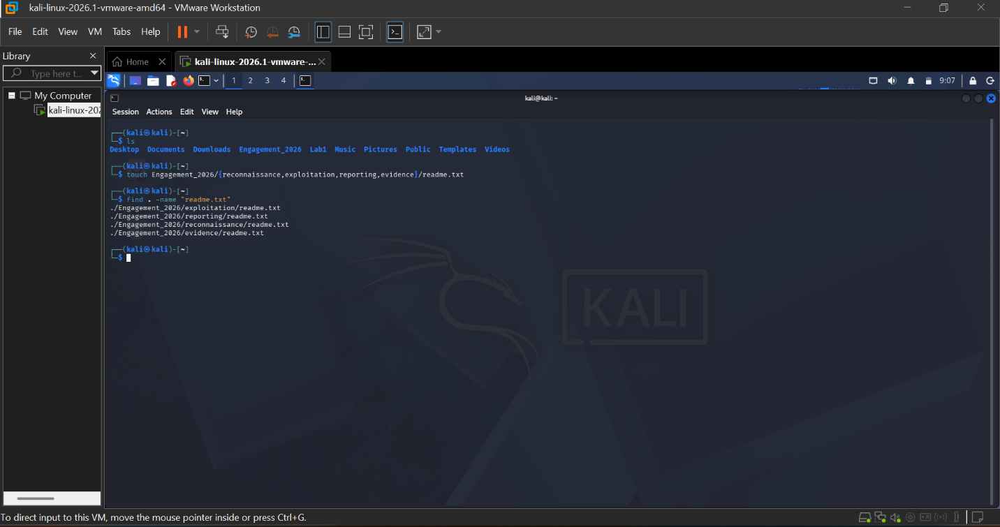 kali-linux-2026.1-vmware-amd64 - VMware Workstation
File Edit View VM Tabs Help
Library
Type here t...
My Computer
kali-linux-202
Home kali-linux-2026.1-vmware-...
1 2 3 4 9:07
kali@kali: ~
Session Actions Edit View Help
┌──(kali㉿kali)-[~]
└─$ ls
Desktop Documents Downloads Engagement_2026 Lab1 Music Pictures Public Templates Videos
┌──(kali㉿kali)-[~]
└─$ touch Engagement_2026/{reconnaissance,exploitation,reporting,evidence}/readme.txt
┌──(kali㉿kali)-[~]
└─$ find . -name "readme.txt"
./Engagement_2026/exploitation/readme.txt
./Engagement_2026/reporting/readme.txt
./Engagement_2026/reconnaissance/readme.txt
./Engagement_2026/evidence/readme.txt
┌──(kali㉿kali)-[~]
└─$
KALI
To direct input to this VM, move the mouse pointer inside or press Ctrl+G.